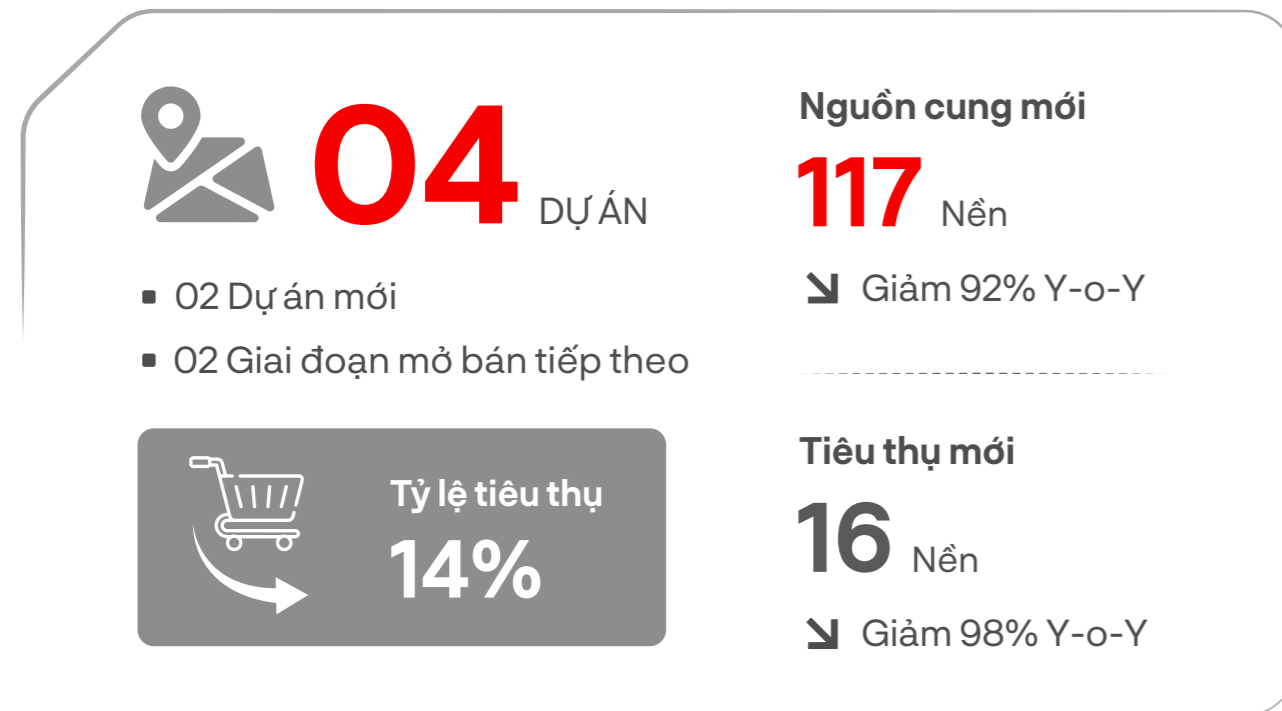 04 DỰ ÁN
▪ 02 Dự án mới
▪ 02 Giai đoạn mở bán tiếp theo
Tỷ lệ tiêu thụ
14%
Nguồn cung mới
117 Nền
Giảm 92% Y-o-Y
Tiêu thụ mới
16 Nền
Giảm 98% Y-o-Y